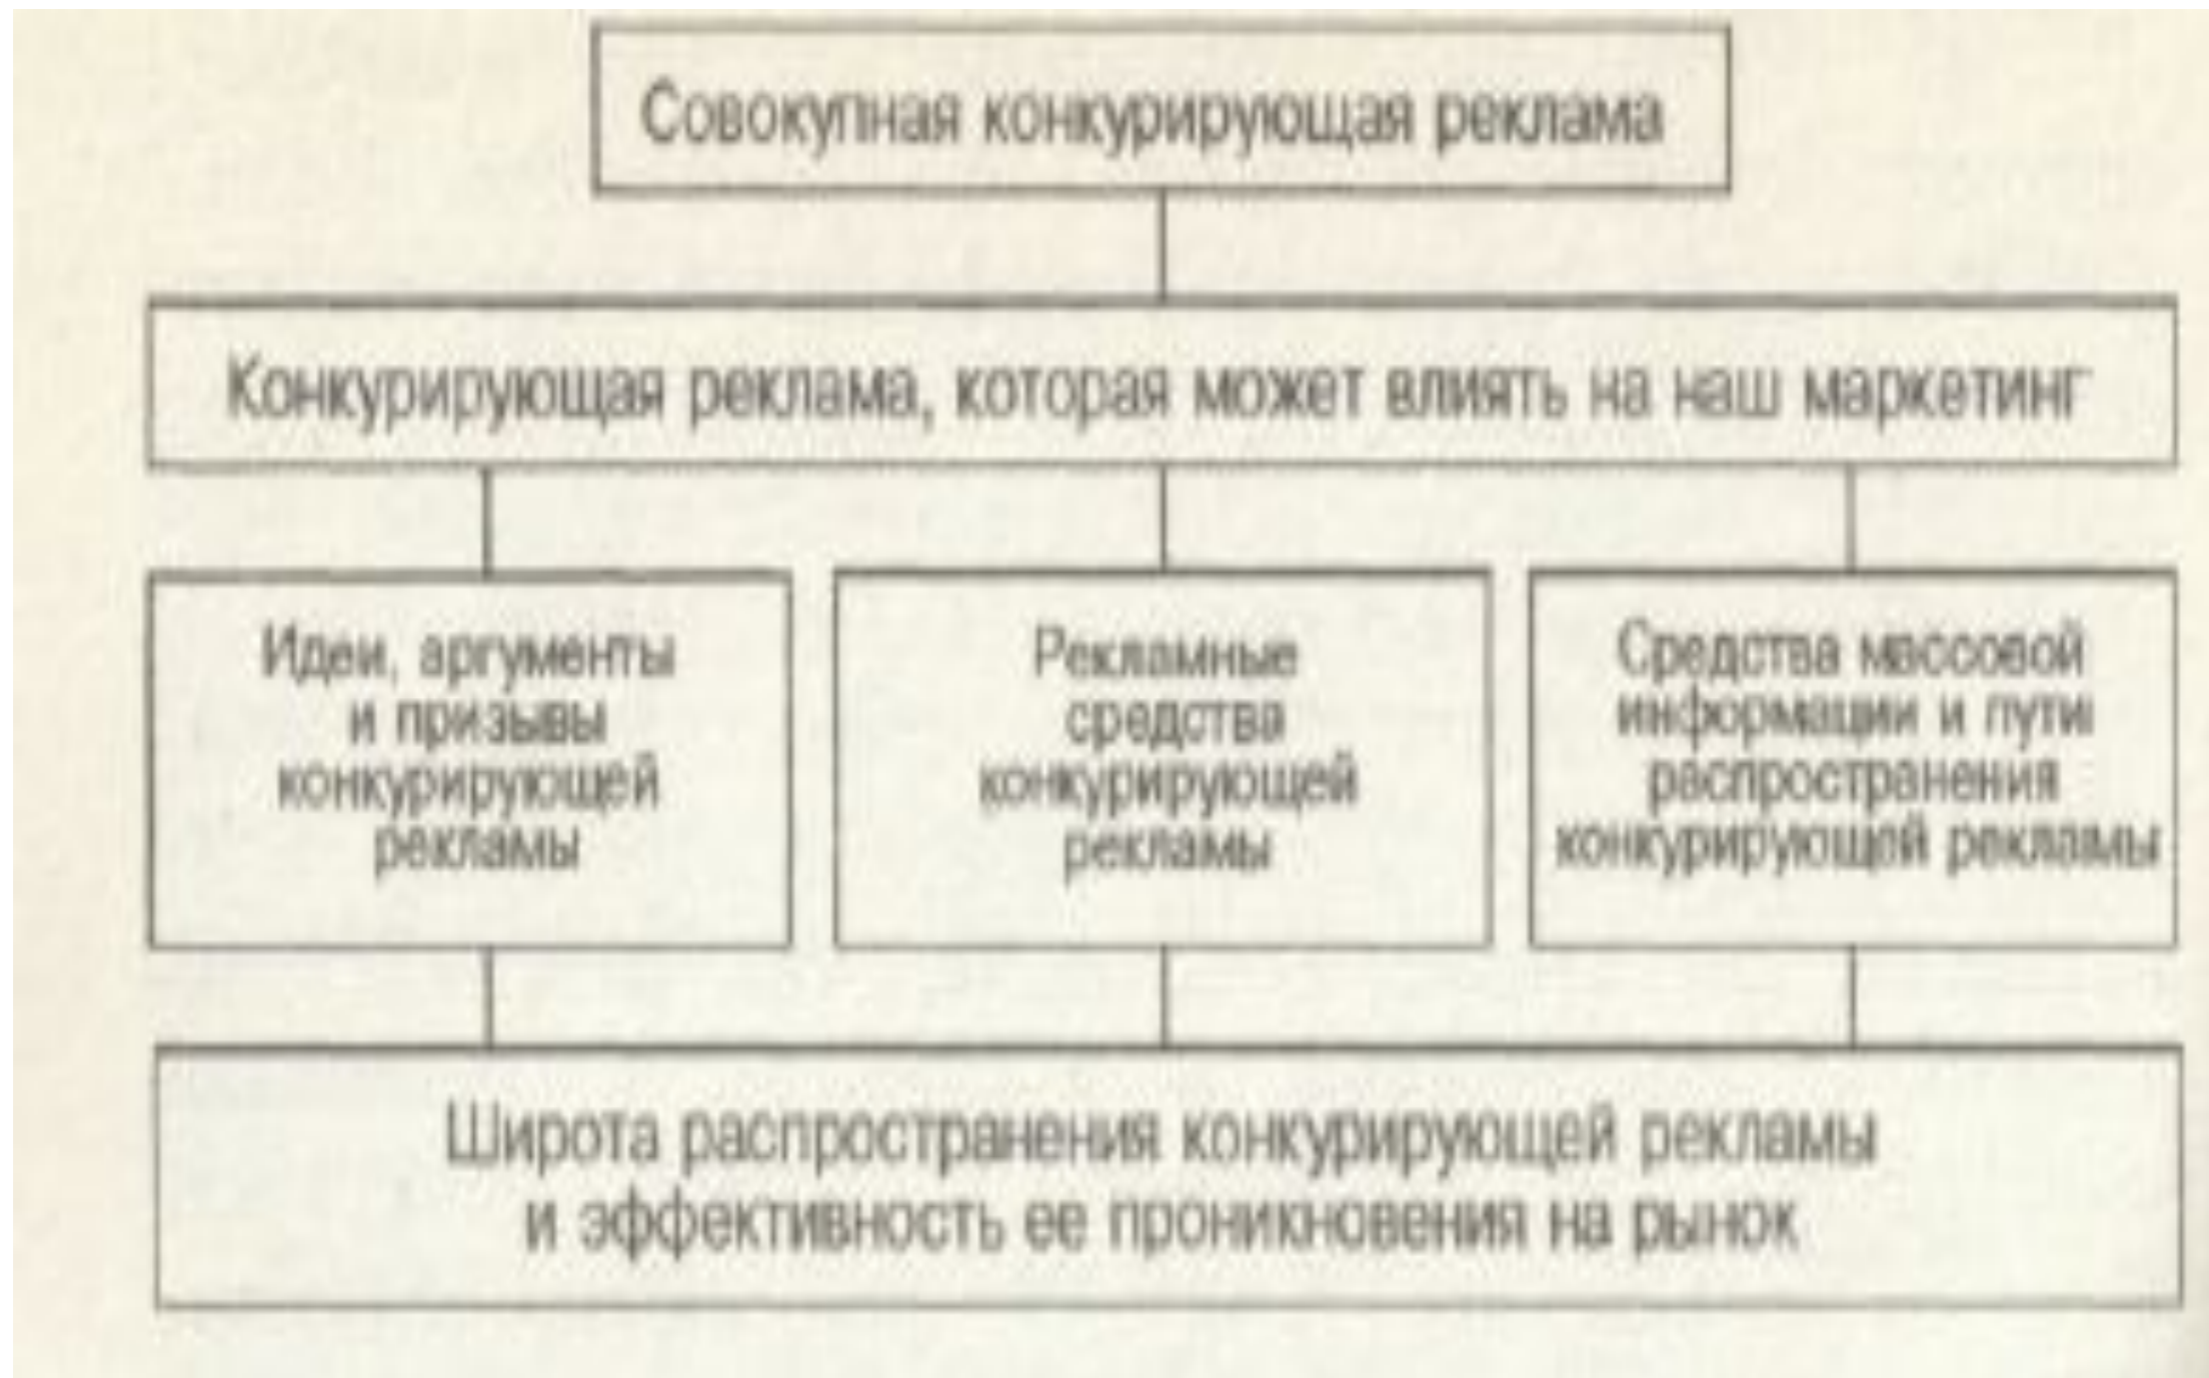 Совокупная конкурирующая реклама
Конкурирующая реклама, которая может влиять на наш маркетинг
Идеи, аргументы
и призывы
конкурирующей
рекламы
Рекламные
средства
конкурирующей
рекламы
Средства массовой
информации и пути
распространения
конкурирующей рекламы
Широта распространения конкурирующей рекламы
и эффективность ее проникновения на рынок